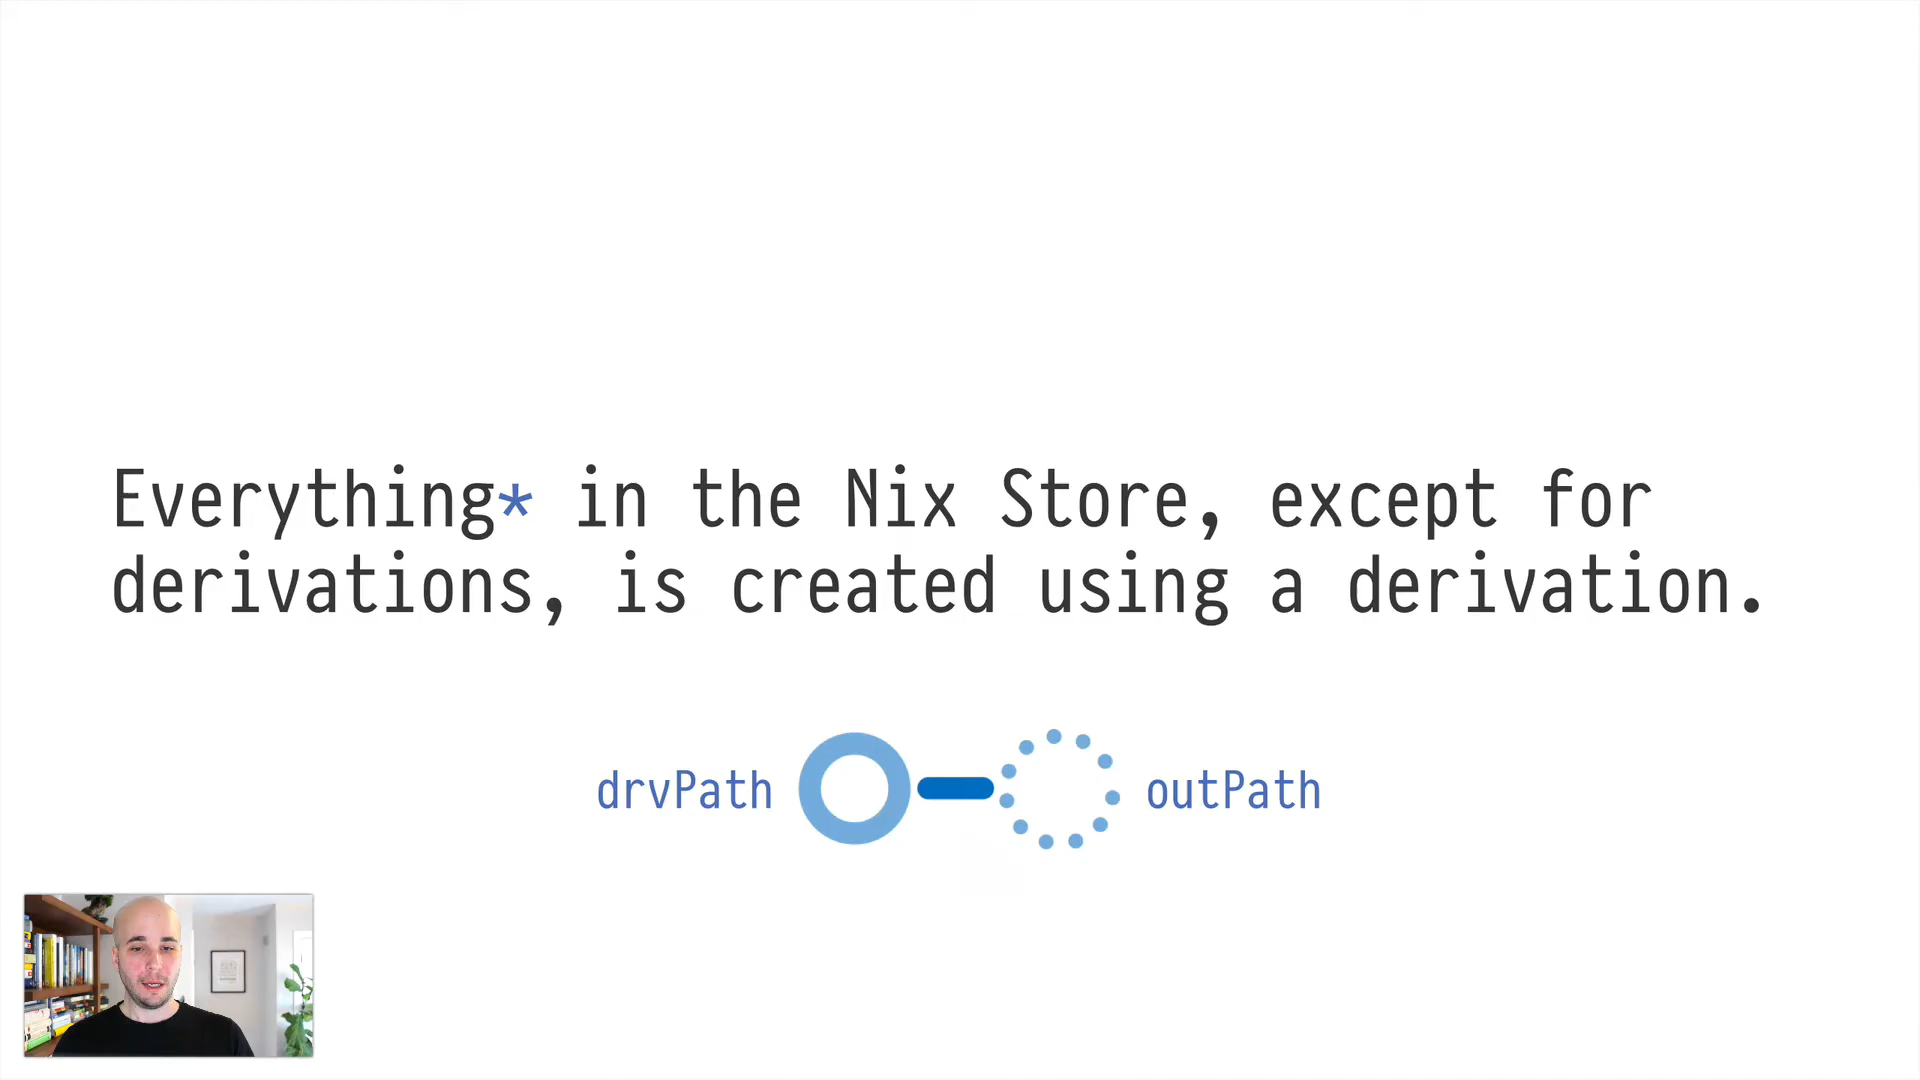 Everything* in the Nix Store, except for
derivations, is created using a derivation.
drvPath outPath